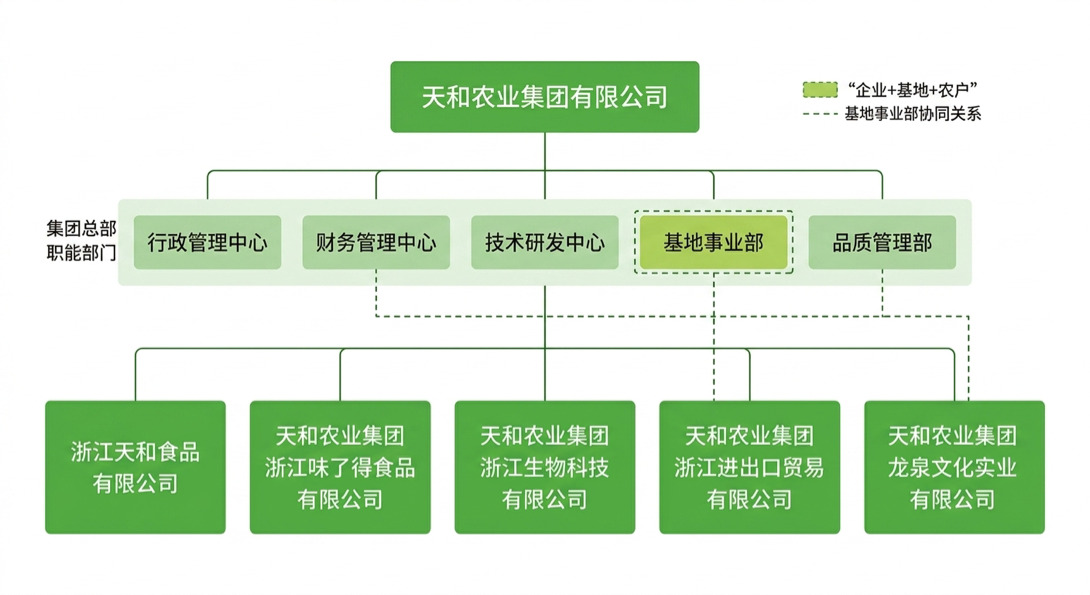 天和农业集团有限公司
“企业+基地+农户”
基地事业部协同关系
集团总部
职能部门
行政管理中心
财务管理中心
技术研发中心
基地事业部
品质管理部
浙江天和食品
有限公司
天和农业集团
浙江味了得食品
有限公司
天和农业集团
浙江生物科技
有限公司
天和农业集团
浙江进出口贸易
有限公司
天和农业集团
龙泉文化实业
有限公司